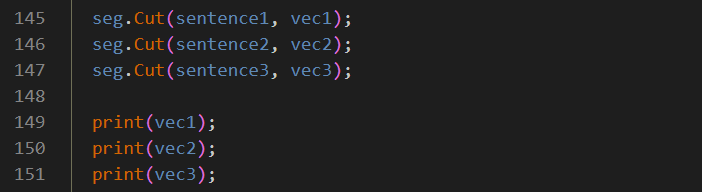 145 seg.Cut(sentence1, vec1);
146 seg.Cut(sentence2, vec2);
147 seg.Cut(sentence3, vec3);
148
149 print(vec1);
150 print(vec2);
151 print(vec3);